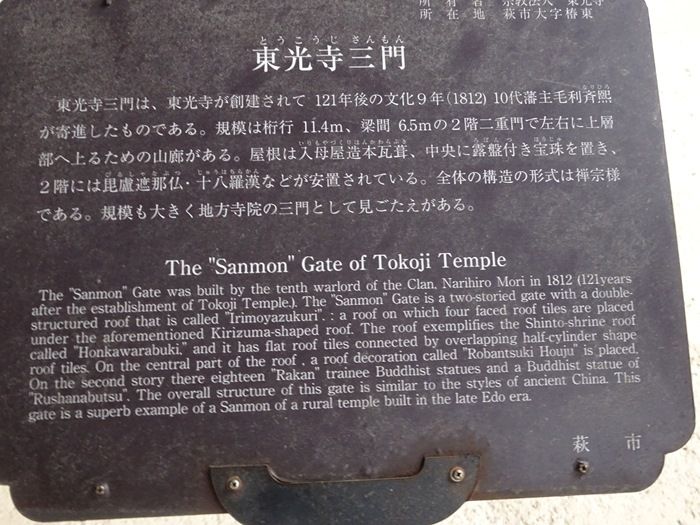 所有者 宗教法人 東光寺
所在地 萩市大字椿東
とうこうじ さんもん
東光寺三門
東光寺三門は、東光寺が創建されて 121年後の文化9年(1812) 10代藩主毛利斉熙
が寄進したものである。規模は桁行 11.4m、梁間 6.5mの2階二重門で左右に上層
部へ上るための山廊がある。屋根は入母屋造本瓦葺、中央に露盤付き宝珠を置き、
2階には毘盧遮那仏・十八羅漢などが安置されている。全体の構造の形式は禅宗様
である。規模も大きく地方寺院の三門として見ごたえがある。
The "Sanmon" Gate of Tokoji Temple
The "Sanmon" Gate was built by the tenth warlord of the Clan, Narihiro Mori in 1812 (121years
after the establishment of Tokoji Temple.). The "Sanmon" Gate is a two-storied gate with a double-
structured roof that is called "Irimoyazukuri". : a roof on which four faced roof tiles are placed
under the aforementioned Kirizuma-shaped roof. The roof exemplifies the Shinto-shrine roof
called "Honkawarabuki," and it has flat roof tiles connected by overlapping half-cylinder shape
roof tiles. On the central part of the roof , a roof decoration called "Robantsuki Houju" is placed.
On the second story there eighteen "Rakan" trainee Buddhist statues and a Buddhist statue of
"Rushanabutsu". The overall structure of this gate is similar to the styles of ancient China. This
gate is a superb example of a Sanmon of a rural temple built in the late Edo era.
萩 市